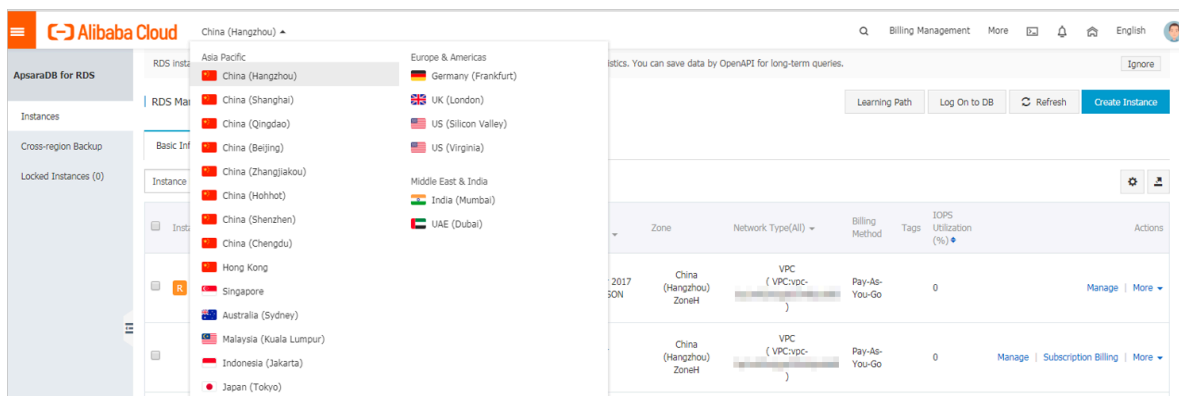 Alibaba Cloud
China (Hangzhou)
Billing Management
More
English
ApsaraDB for RDS
Instances
Cross-region Backup
Locked Instances (0)
RDS insta
istics. You can save data by OpenAPI for long-term queries.
Ignore
RDS Mar
Learning Path
Log On to DB
Refresh
Create Instance
Basic Inf
Instance
Asia Pacific
China (Hangzhou)
China (Shanghai)
China (Qingdao)
China (Beijing)
China (Zhangjiakou)
China (Hohhot)
China (Shenzhen)
China (Chengdu)
Hong Kong
Singapore
Australia (Sydney)
Malaysia (Kuala Lumpur)
Indonesia (Jakarta)
Japan (Tokyo)
Europe & Americas
Germany (Frankfurt)
UK (London)
US (Silicon Valley)
US (Virginia)
Middle East & India
India (Mumbai)
UAE (Dubai)
Insta
Zone
Network Type(All)
Billing
Method
Tags
IOPS
Utilization
(%)
Actions
R
2017
SON
China
(Hangzhou)
ZoneH
VPC
( VPC:vpc-
)
Pay-As-
You-Go
0
Manage | More
China
(Hangzhou)
ZoneH
VPC
( VPC:vpc-
)
Pay-As-
You-Go
0
Manage | Subscription Billing | More